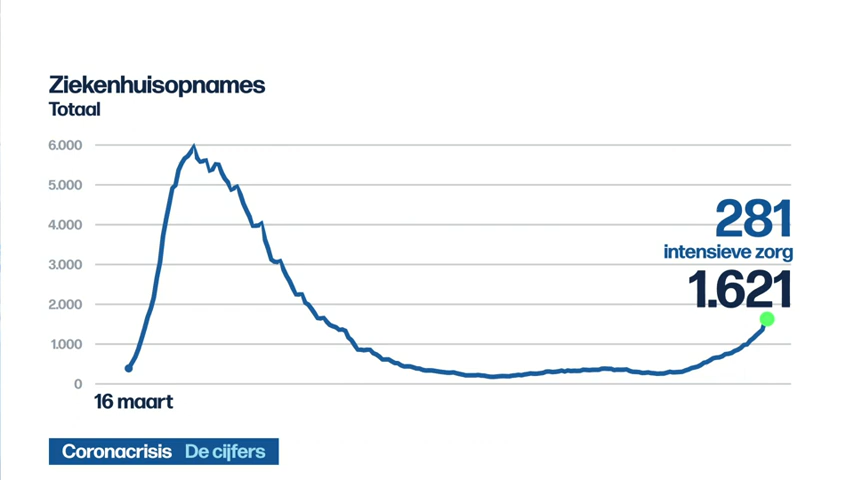 Ziekenhuisopnames
Totaal
6.000
5.000
4.000
3.000
2.000
1.000
0
281
intensieve zorg
1.621
16 maart
Coronacrisis De cijfers